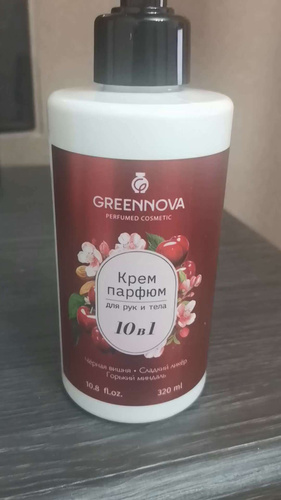 GREENNOVA
PERFUMED COSMETIC
Крем
парфюм
для рук и тела
10 в 1
Чёрная вишня • Сладкий ликёр
Горький миндаль
10.8 fl.oz. 320 ml